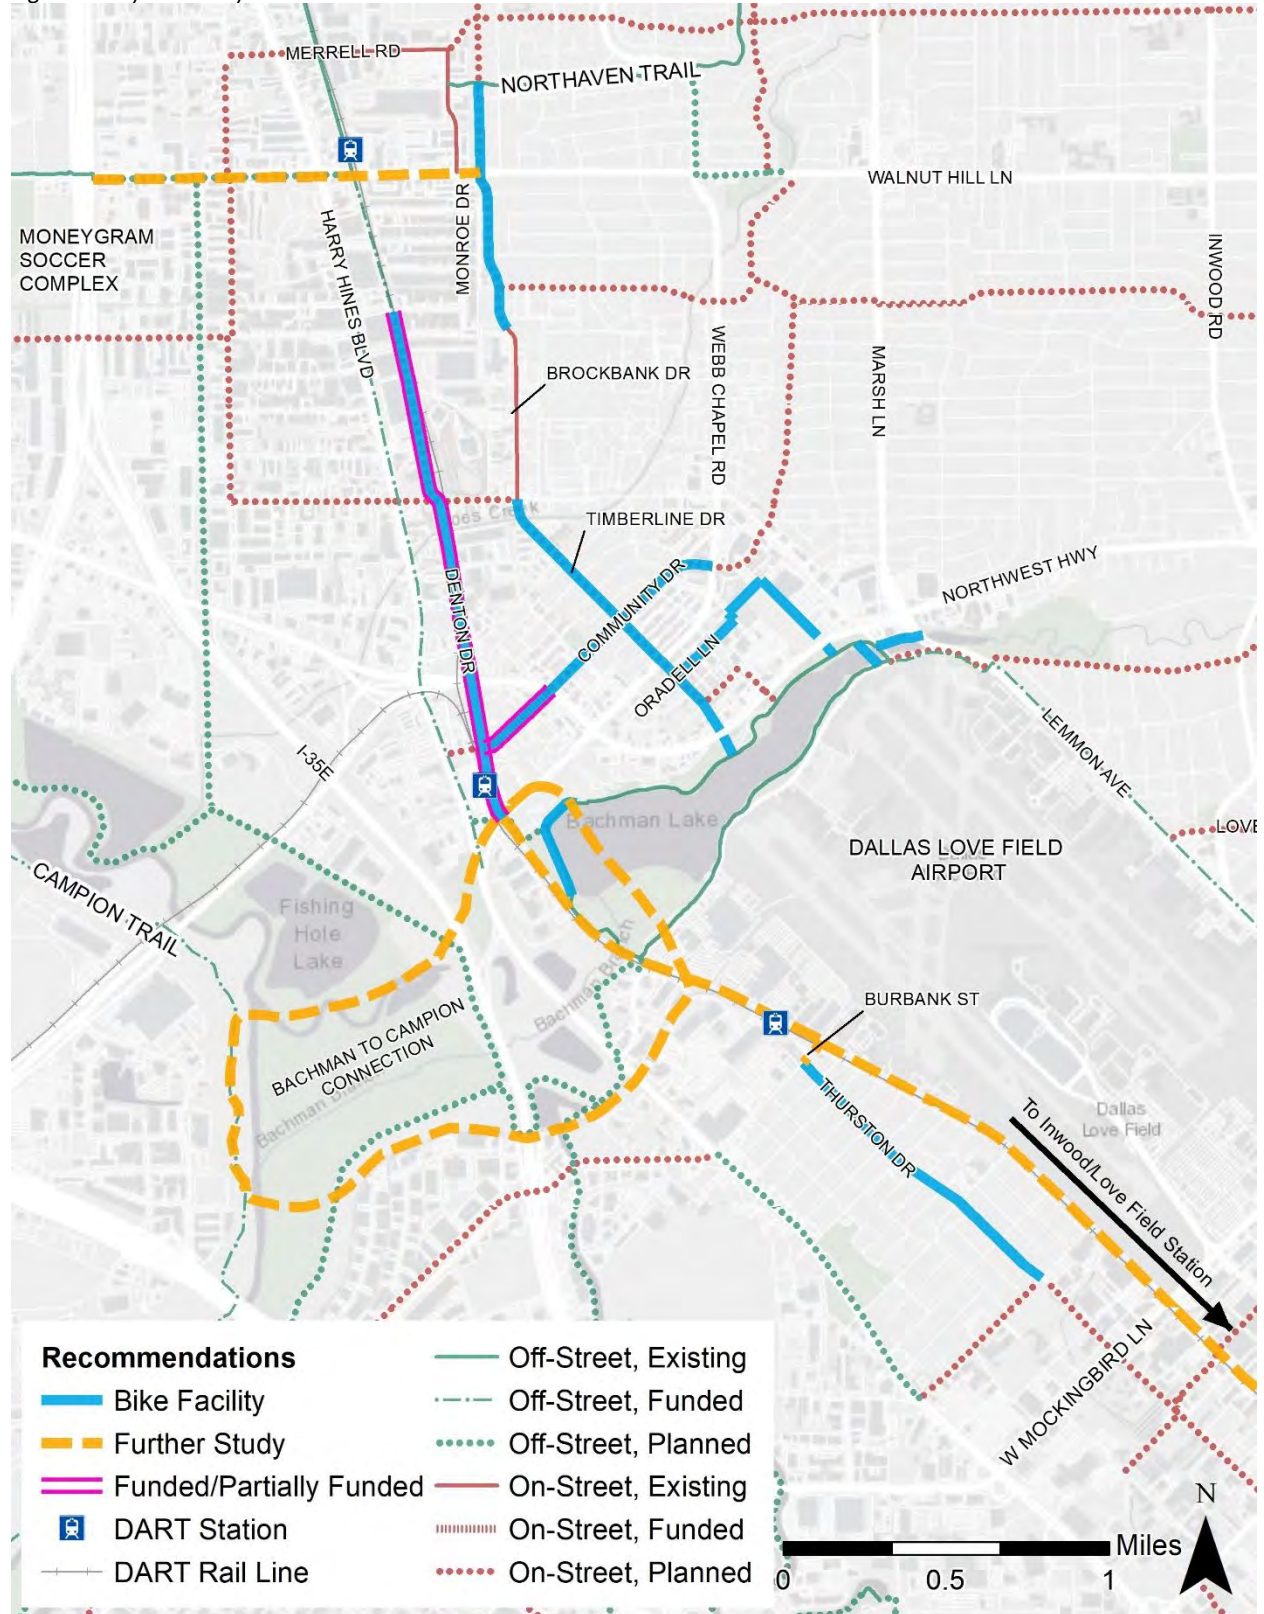 MERRELL RD
NORTHAVEN TRAIL
WALNUT HILL LN
MONEYGRAM
SOCCER
COMPLEX
HARRY HINES BLVD
MONROE DR
INWOOD RD
WEBB CHAPEL RD
MARSH LN
BROCKBANK DR
TIMBERLINE DR
NORTHWEST HWY
COMMUNITY DR
DENTON DR
ORADELL LN
LEMMON AVE
I-35E
Bachman Lake
LOVE
DALLAS LOVE FIELD
AIRPORT
CAMPION TRAIL
Fishing
Hole
Lake
Bachman Branch
BURBANK ST
BACHMAN TO CAMPION
CONNECTION
THURSTON DR
Dallas
Love Field
To Inwood/Love Field Station
W MOCKINGBIRD LN
Recommendations
Bike Facility
Further Study
Funded/Partially Funded
DART Station
DART Rail Line
Off-Street, Existing
Off-Street, Funded
Off-Street, Planned
On-Street, Existing
On-Street, Funded
On-Street, Planned
N
Miles
0 0.5 1